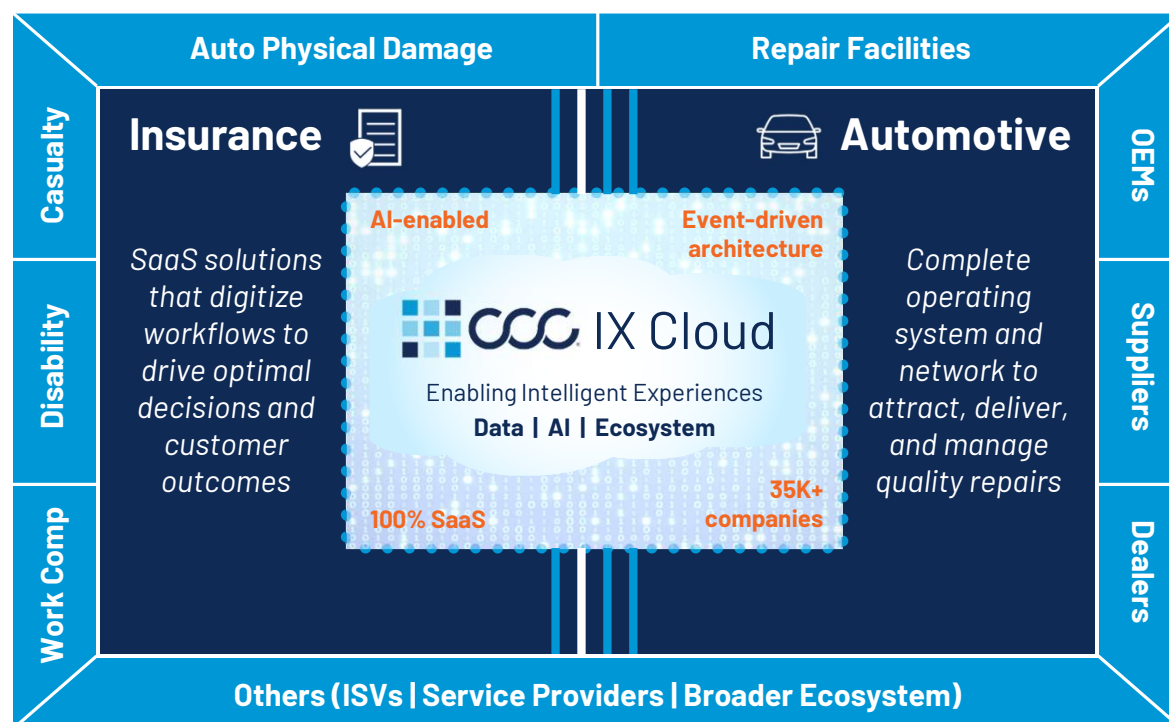 Auto Physical Damage
Repair Facilities
Casualty
Disability
Work Comp
Insurance
SaaS solutions
that digitize
workflows to
drive optimal
decisions and
customer
outcomes
AI-enabled
Event-driven
architecture
CCC IX Cloud
Enabling Intelligent Experiences
Data | AI | Ecosystem
100% SaaS
35K+
companies
Automotive
Complete
operating
system and
network to
attract, deliver,
and manage
quality repairs
OEMs
Suppliers
Dealers
Others (ISVs | Service Providers | Broader Ecosystem)